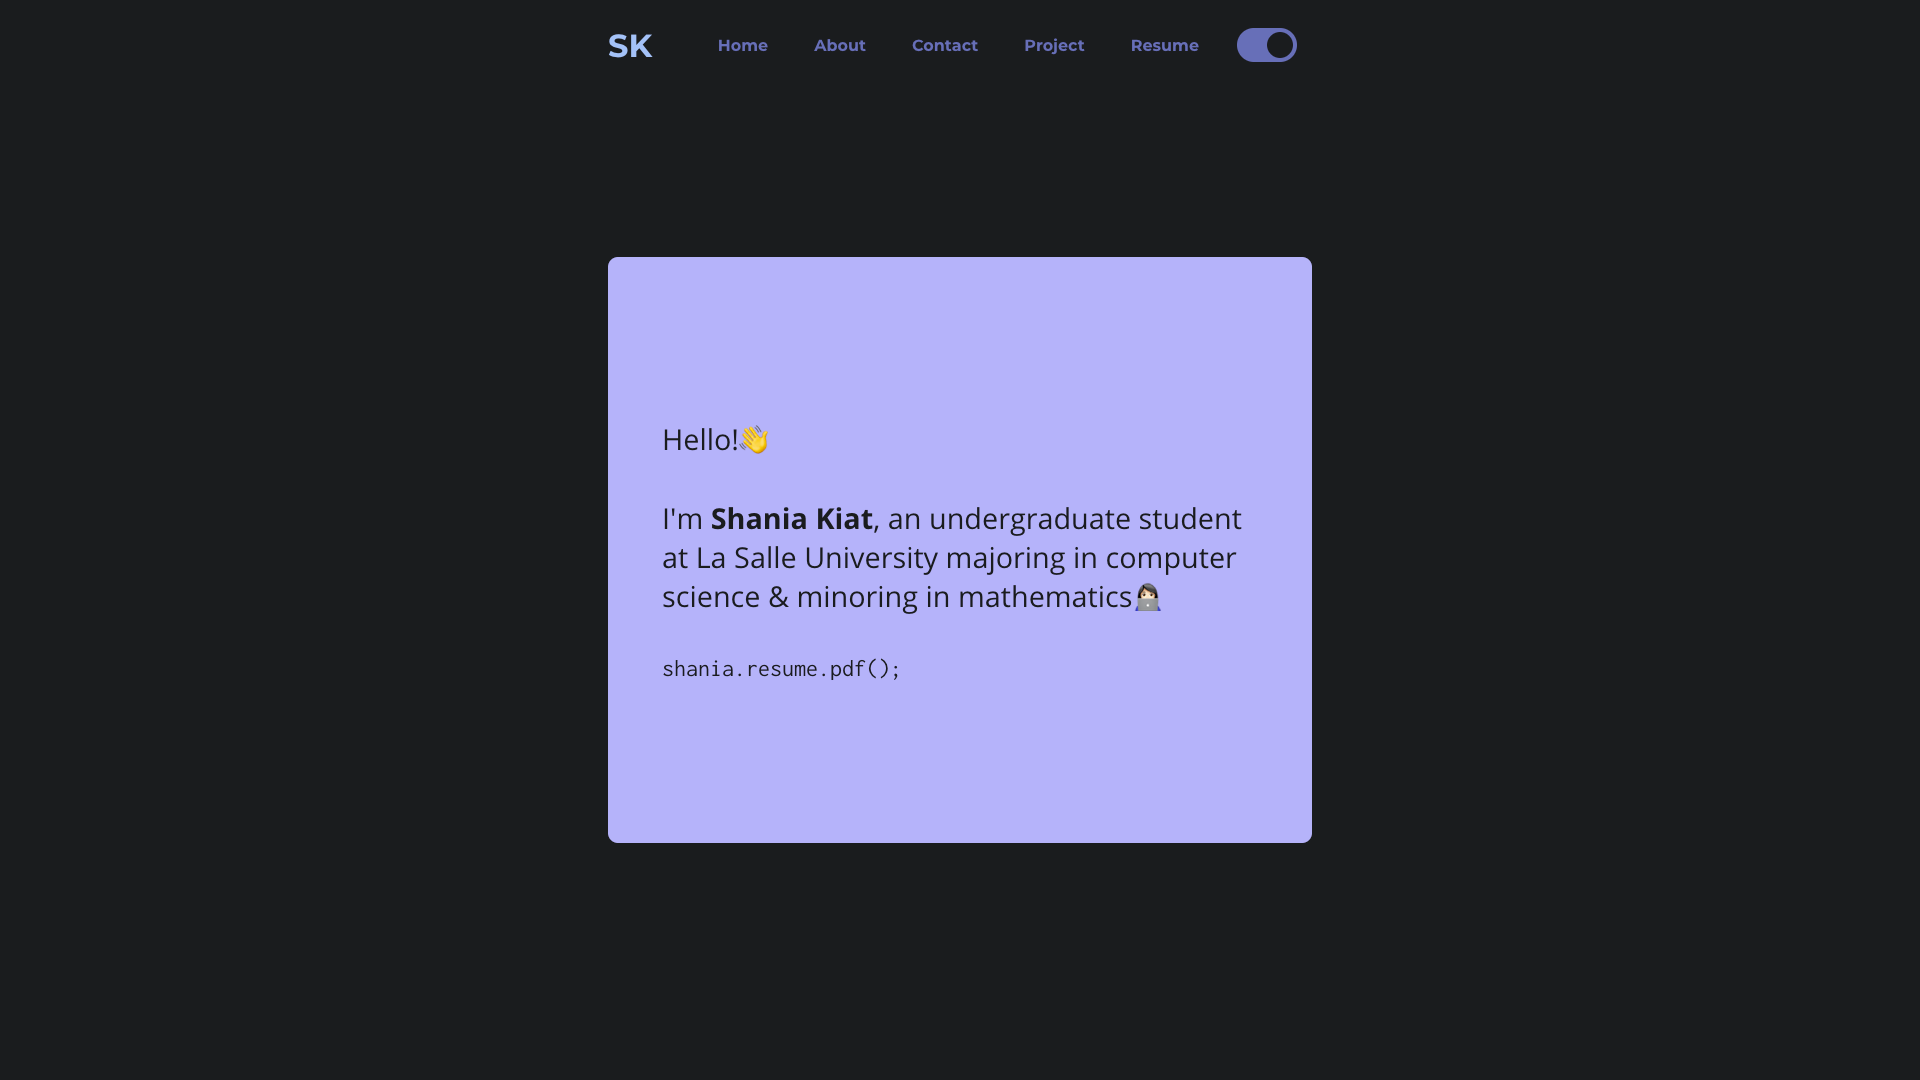 SK Home About Contact Project Resume
Hello!👋
I'm Shania Kiat, an undergraduate student
at La Salle University majoring in computer
science & minoring in mathematics👩🏻‍💻
shania.resume.pdf();